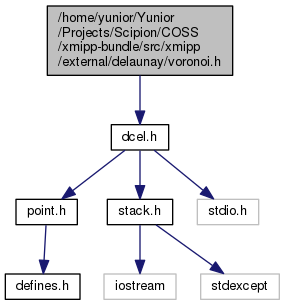 /home/yunior/Yunior
/Projects/Scipion/COSS
/xmipp-bundle/src/xmipp
/external/delaunay/voronoi.h
dcel.h
point.h
stack.h
stdio.h
defines.h
iostream
stdexcept